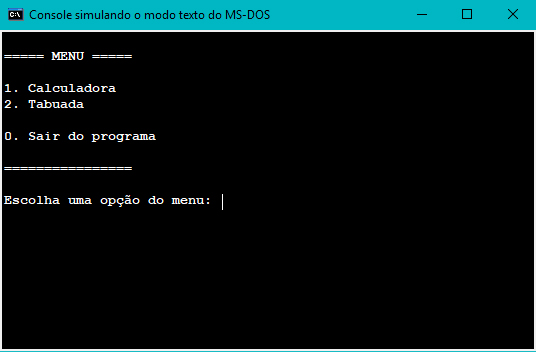 Console simulando o modo texto do MS-DOS
===== MENU =====
1. Calculadora
2. Tabuada
0. Sair do programa
================
Escolha uma opção do menu: